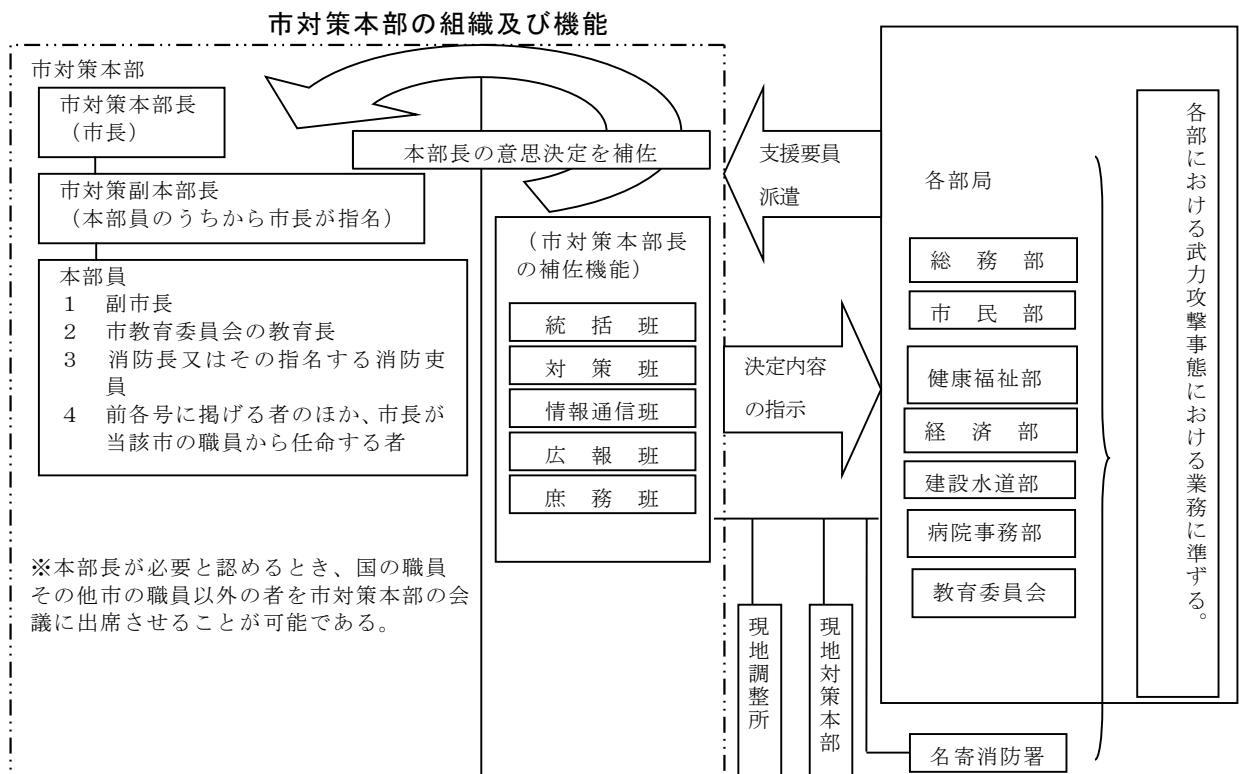 市対策本部の組織及び機能
市対策本部
市対策本部長
（市長）
市対策副本部長
（本部員のうちから市長が指名）
本部員
1 副市長
2 市教育委員会の教育長
3 消防長又はその指名する消防吏
員
4 前各号に掲げる者のほか、市長が
当該市の職員から任命する者
※本部長が必要と認めるとき、国の職員
その他市の職員以外の者を市対策本部の会
議に出席させることが可能である。
本部長の意思決定を補佐
（市対策本部長
の補佐機能）
統括班
対策班
情報通信班
広報班
庶務班
支援要員
派遣
決定内容
の指示
現地調整所
現地対策本部
各部局
総務部
市民部
健康福祉部
経済部
建設水道部
病院事務部
教育委員会
名寄消防署
各部における武力攻撃事態における業務に準ずる。